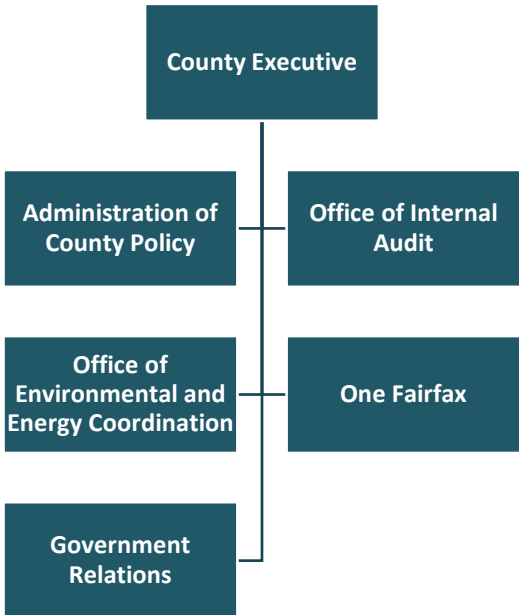 County Executive
Administration of
County Policy
Office of Internal
Audit
Office of
Environmental and
Energy Coordination
One Fairfax
Government
Relations